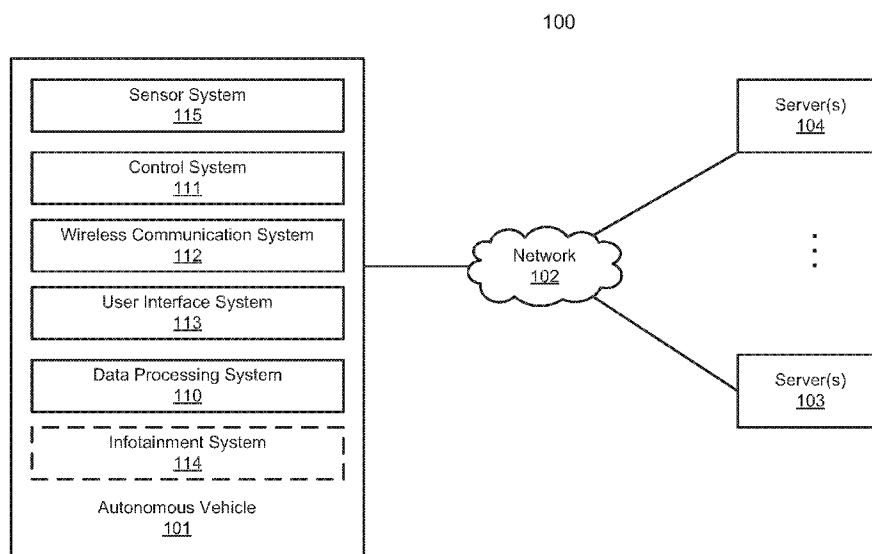 100
Sensor System
115
Control System
111
Wireless Communication System
112
User Interface System
113
Data Processing System
110
Infotainment System
114
Autonomous Vehicle
101
Network
102
Server(s)
104
Server(s)
103